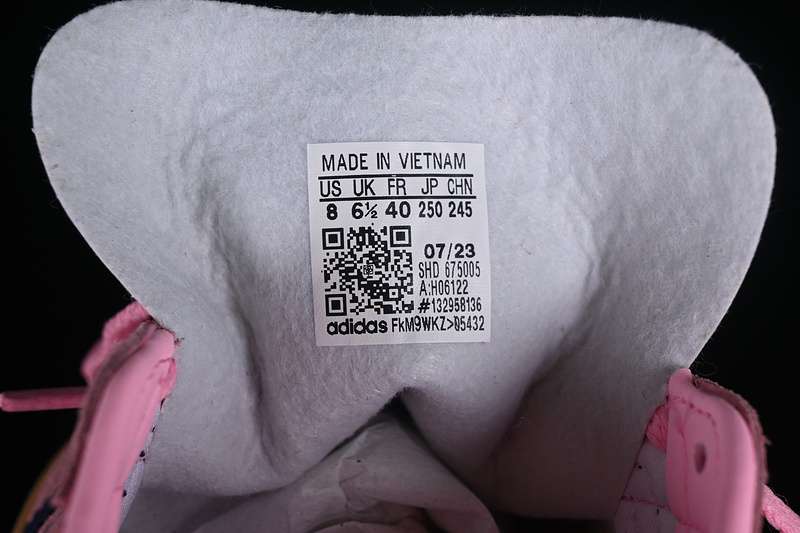 MADE IN VIETNAM
US UK FR JP CHN
8 6½ 40 250 245
07/23
SHD 675005
A:H06122
#132958136
adidas FkM9WKZ>05432